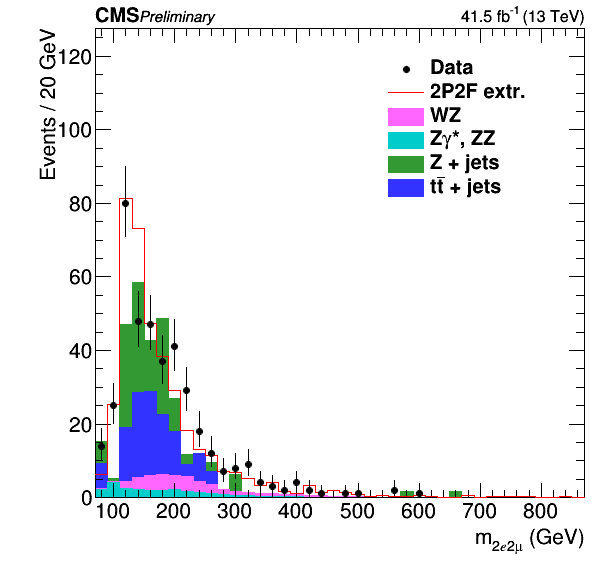 CMS Preliminary 41.5 fb⁻¹ (13 TeV)
Events / 20 GeV
120
100
80
60
40
20
0
Data
2P2F extr.
WZ
Zγ*, ZZ
Z + jets
tt̄ + jets
100 200 300 400 500 600 700 800
m₂ₑ₂μ (GeV)